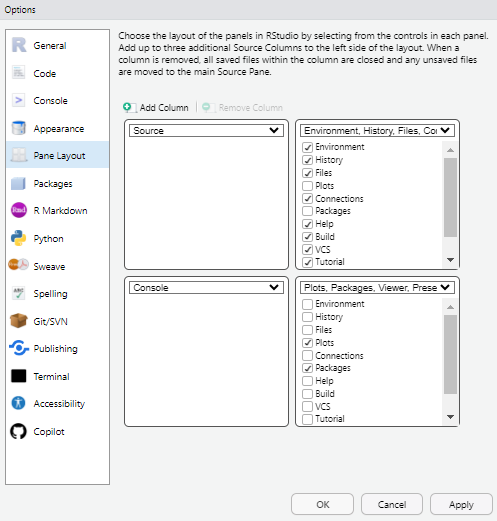 Options
R General
Code
Console
Appearance
Pane Layout
Packages
Rmd R Markdown
Python
Sweave
ABC Spelling
Git/SVN
Publishing
Terminal
Accessibility
Copilot
Choose the layout of the panels in RStudio by selecting from the controls in each panel.
Add up to three additional Source Columns to the left side of the layout. When a
column is removed, all saved files within the column are closed and any unsaved files
are moved to the main Source Pane.
Add Column Remove Column
Source
Environment, History, Files, Con
Environment
History
Files
Plots
Connections
Packages
Help
Build
VCS
Tutorial
Console
Plots, Packages, Viewer, Prese
Environment
History
Files
Plots
Connections
Packages
Help
Build
VCS
Tutorial
OK Cancel Apply